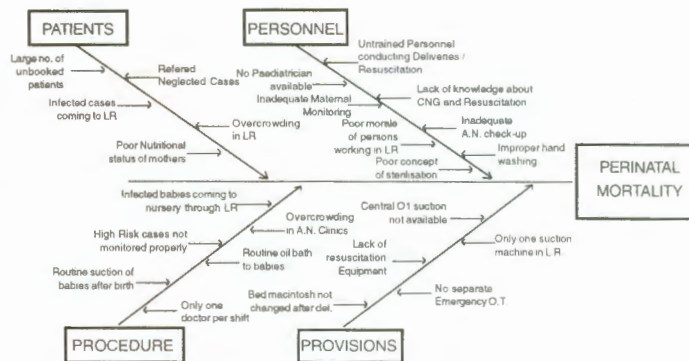 PATIENTS
Large no. of
unbooked
patients
Refered
Neglected Cases
Infected cases
coming to LR
Overcrowding
in LR
Poor Nutritional
status of mothers
PERSONNEL
Untrained Personnel
conducting Deliveries /
Resuscitation
No Paediatrician
available
Lack of knowledge about
CNG and Resuscitation
Inadequate Maternal
Monitoring
Inadequate
A.N. check-up
Poor morale
of persons
working in LR
Improper hand
washing
Poor concept
of sterilisation
PERINATAL
MORTALITY
Infected babies coming to
nursery through LR
Overcrowding
in A.N. Clinics
High Risk cases not
monitored properly
Routine oil bath
to babies
Routine suction of
babies after birth
Only one
doctor per shift
PROCEDURE
Central O1 suction
not available
Only one suction
machine in L.R.
Lack of
resuscitation
Equipment
No separate
Emergency O.T.
Bed macintosh not
changed after del.
PROVISIONS